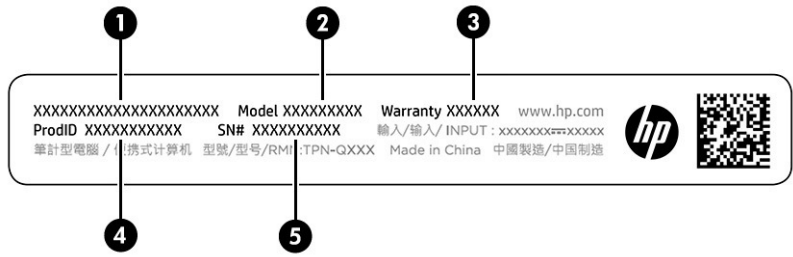 1 2 3
XXXXXXXXXXXXXXXXXXXXX Model XXXXXXXXX Warranty XXXXXX www.hp.com
ProdID XXXXXXXXXXX SN# XXXXXXXXXX 輸入/输入/ INPUT : xxxxxxx⎓xxxxx
筆計型電腦 / 携式计算机 型號/型号/RMN:TPN-QXXX Made in China 中國製造/中国制造
hp
4 5